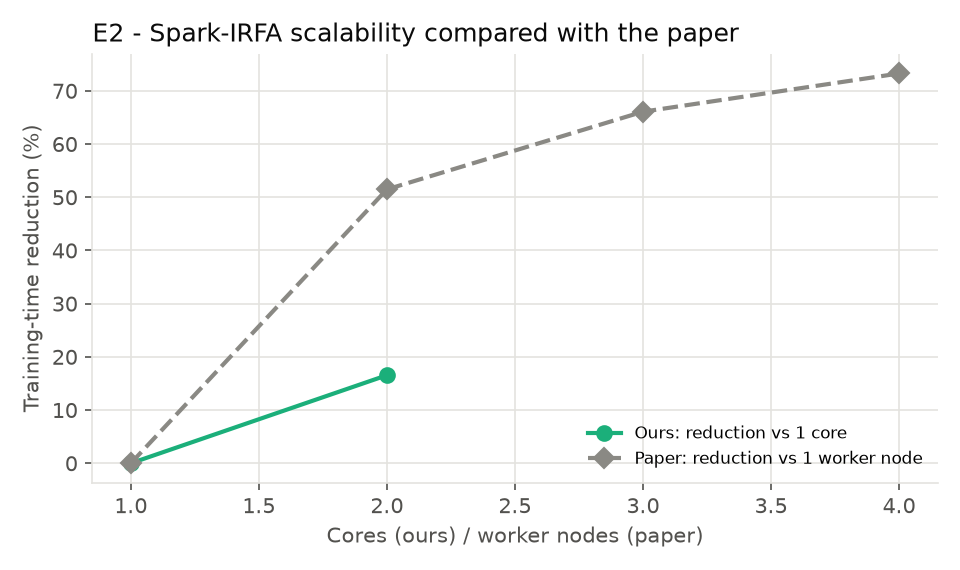 E2 - Spark-IRFA scalability compared with the paper
Training-time reduction (%)
70
60
50
40
30
20
10
0
Ours: reduction vs 1 core
Paper: reduction vs 1 worker node
1.0 1.5 2.0 2.5 3.0 3.5 4.0
Cores (ours) / worker nodes (paper)